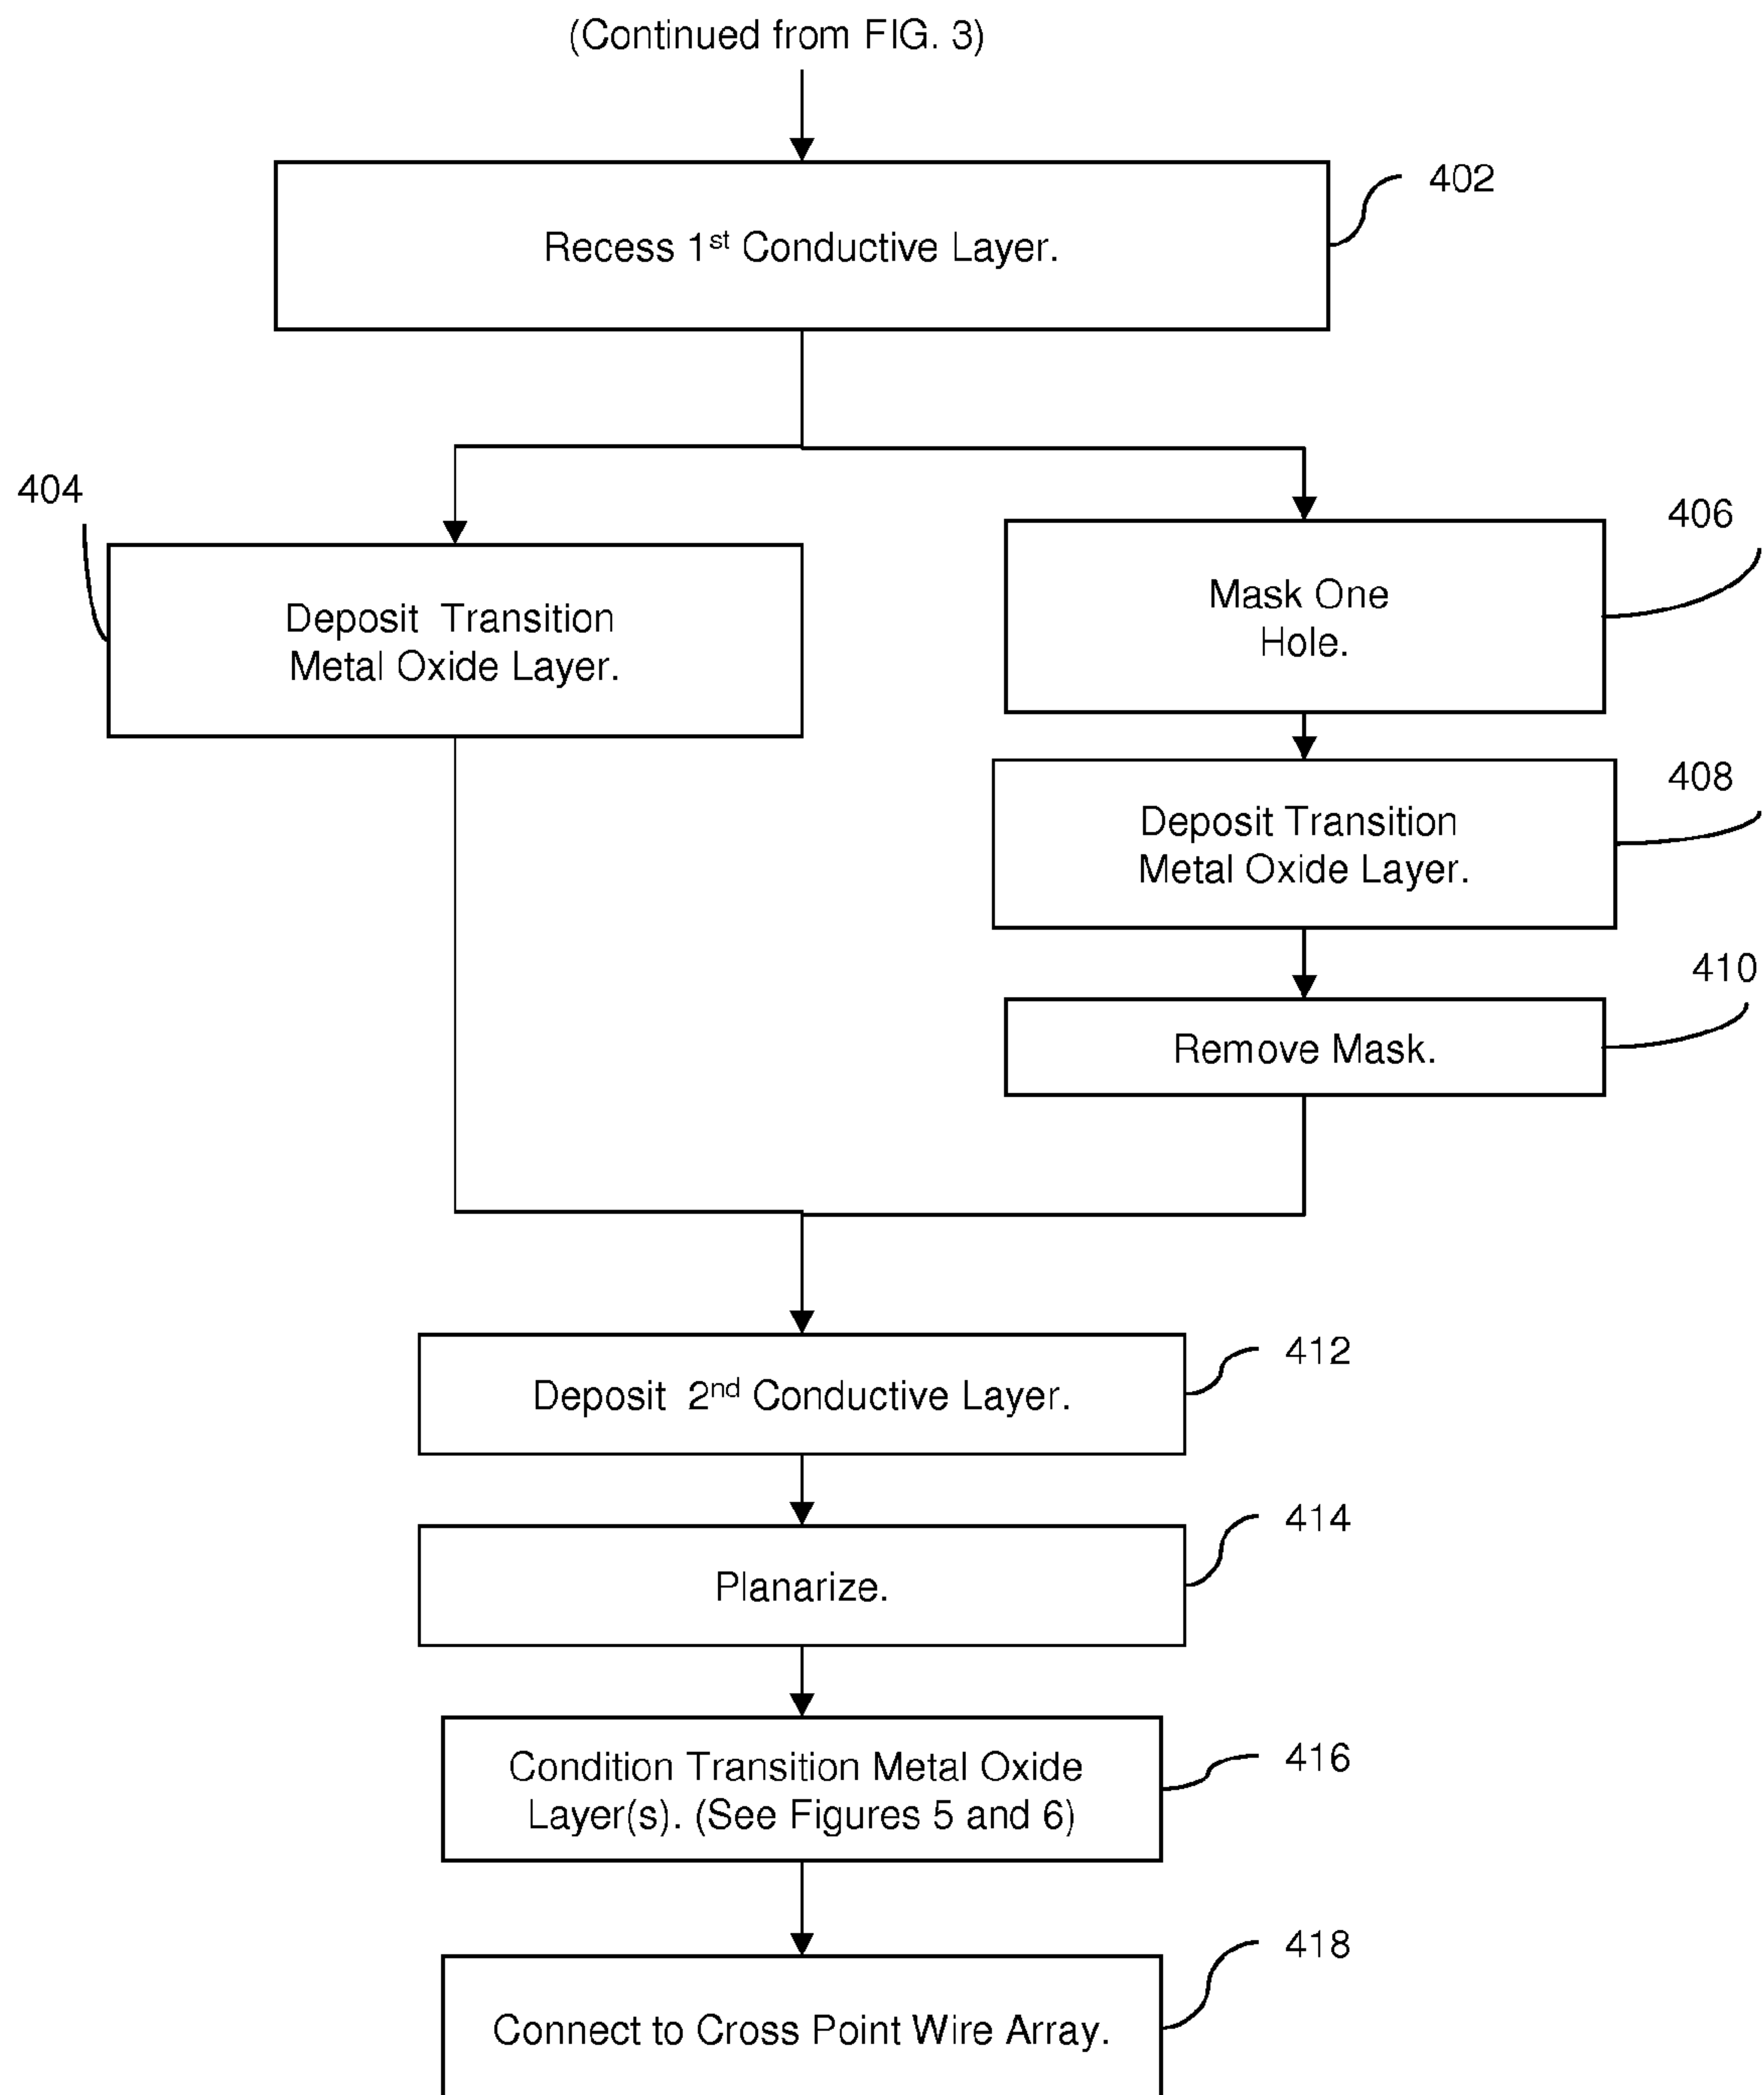 (Continued from FIG. 3)
402
Recess 1st Conductive Layer.
404
Deposit Transition
Metal Oxide Layer.
406
Mask One
Hole.
408
Deposit Transition
Metal Oxide Layer.
410
Remove Mask.
412
Deposit 2nd Conductive Layer.
414
Planarize.
416
Condition Transition Metal Oxide
Layer(s). (See Figures 5 and 6)
418
Connect to Cross Point Wire Array.